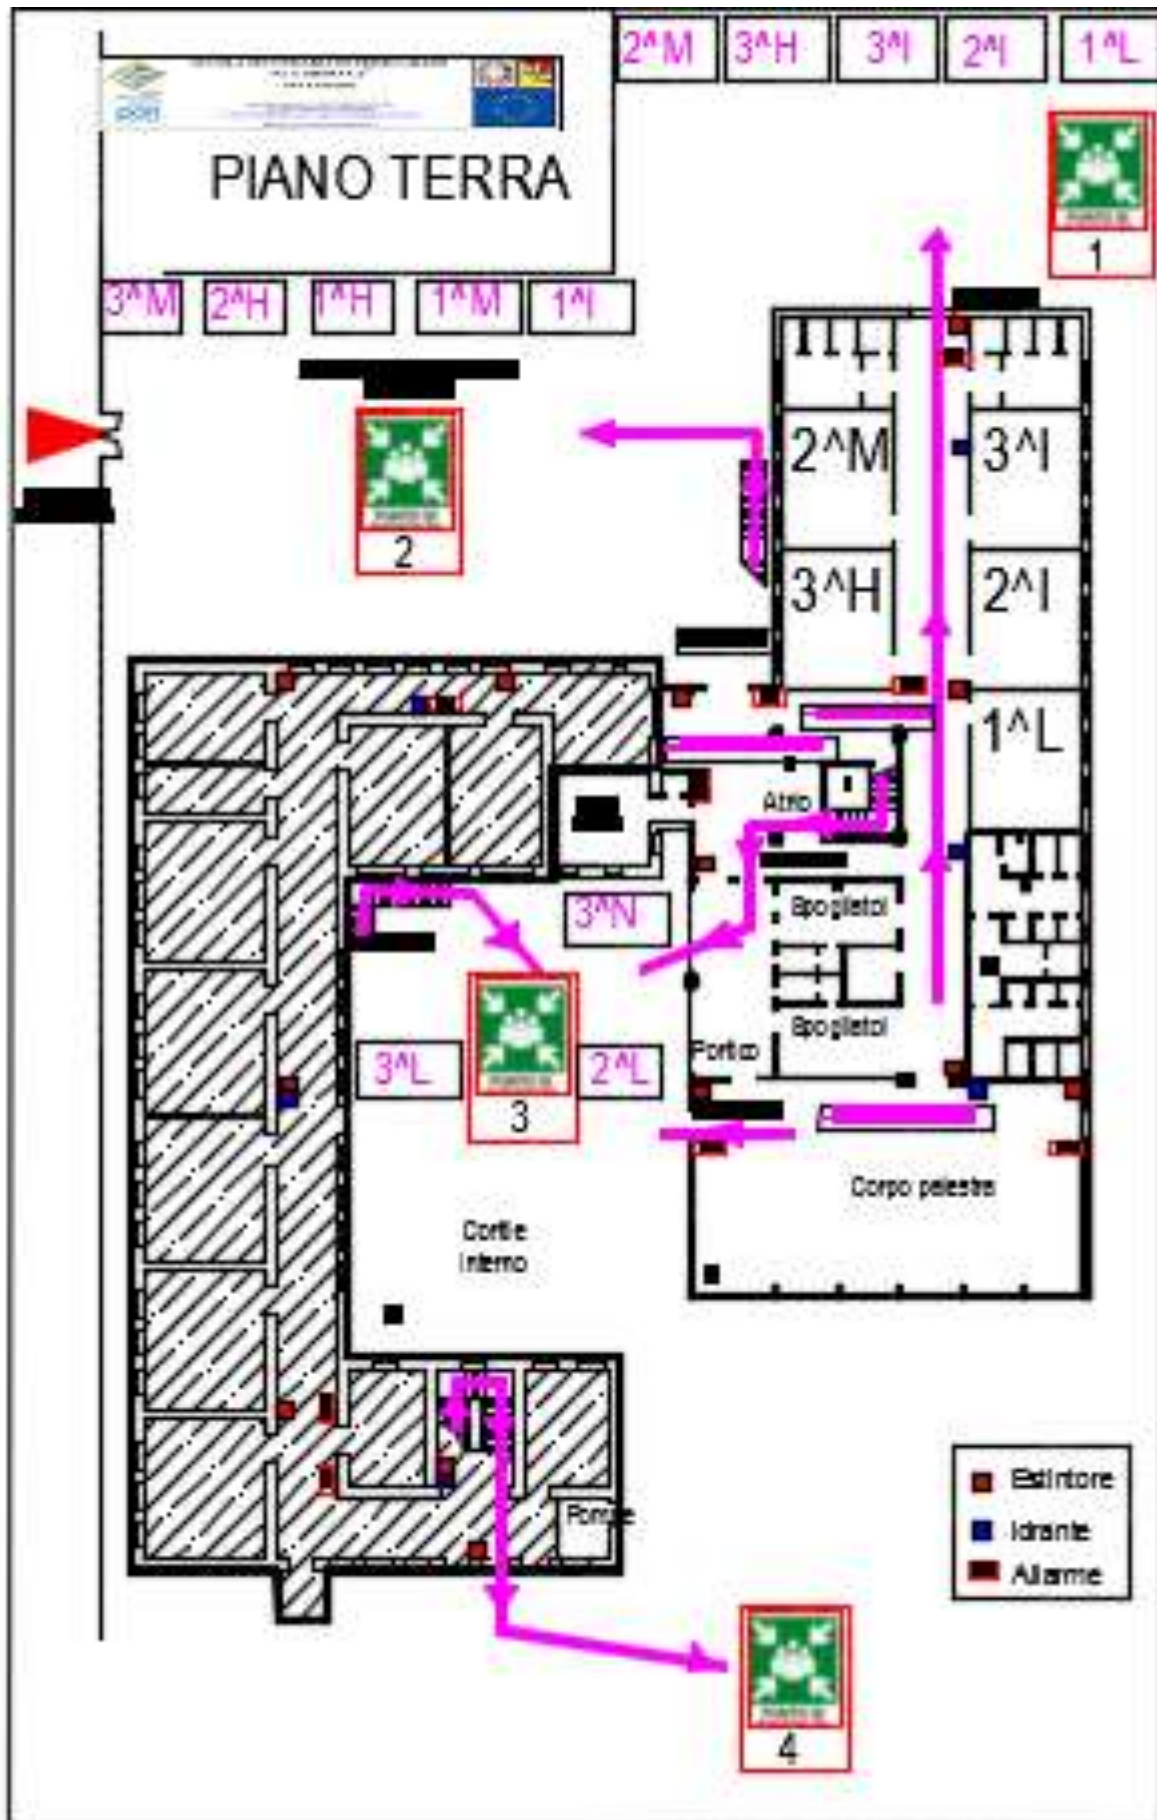 2^M 3^H 3^I 2^I 1^L
pon
PIANO TERRA
1
3^M 2^H 1^H 1^M 1^I
2^M 3^I
2
3^H 2^I
1^L
Atrio
3^N
Spogliatoi
Spogliatoi
Portico
3^L 2^L
3
Corpo palestra
Cortile
Interno
Estintore
Idrante
Allarme
4